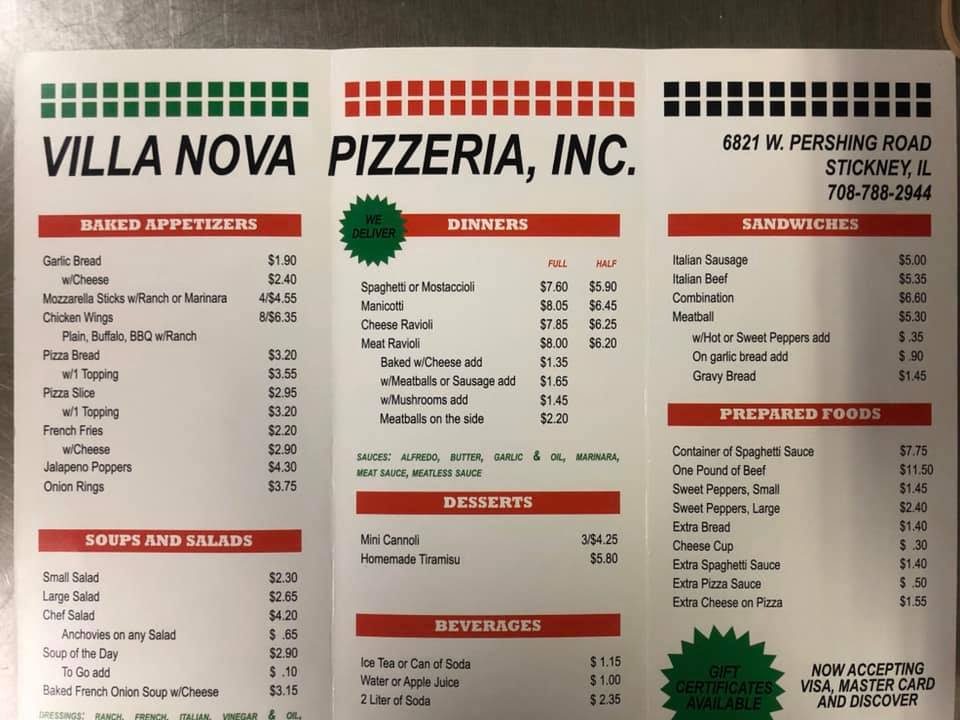 VILLA NOVA PIZZERIA, INC.
6821 W. PERSHING ROAD
STICKNEY, IL
708-788-2944
BAKED APPETIZERS
Garlic Bread $1.90
w/Cheese $2.40
Mozzarella Sticks w/Ranch or Marinara 4/$4.55
Chicken Wings 8/$6.35
Plain, Buffalo, BBQ w/Ranch
Pizza Bread $3.20
w/1 Topping $3.55
Pizza Slice $2.95
w/1 Topping $3.20
French Fries $2.20
w/Cheese $2.90
Jalapeno Poppers $4.30
Onion Rings $3.75
SOUPS AND SALADS
Small Salad $2.30
Large Salad $2.65
Chef Salad $4.20
Anchovies on any Salad $ .65
Soup of the Day $2.90
To Go add $ .10
Baked French Onion Soup w/Cheese $3.15
DRESSINGS: RANCH, FRENCH, ITALIAN, VINEGAR & OIL,
WE
DELIVER
DINNERS
FULL HALF
Spaghetti or Mostaccioli $7.60 $5.90
Manicotti $8.05 $6.45
Cheese Ravioli $7.85 $6.25
Meat Ravioli $8.00 $6.20
Baked w/Cheese add $1.35
w/Meatballs or Sausage add $1.65
w/Mushrooms add $1.45
Meatballs on the side $2.20
SAUCES: ALFREDO, BUTTER, GARLIC & OIL, MARINARA,
MEAT SAUCE, MEATLESS SAUCE
DESSERTS
Mini Cannoli 3/$4.25
Homemade Tiramisu $5.80
BEVERAGES
Ice Tea or Can of Soda $ 1.15
Water or Apple Juice $ 1.00
2 Liter of Soda $ 2.35
SANDWICHES
Italian Sausage $5.00
Italian Beef $5.35
Combination $6.60
Meatball $5.30
w/Hot or Sweet Peppers add $ .35
On garlic bread add $ .90
Gravy Bread $1.45
PREPARED FOODS
Container of Spaghetti Sauce $7.75
One Pound of Beef $11.50
Sweet Peppers, Small $1.45
Sweet Peppers, Large $2.40
Extra Bread $1.40
Cheese Cup $ .30
Extra Spaghetti Sauce $1.40
Extra Pizza Sauce $ .50
Extra Cheese on Pizza $1.55
GIFT
CERTIFICATES
AVAILABLE
NOW ACCEPTING
VISA, MASTER CARD
AND DISCOVER